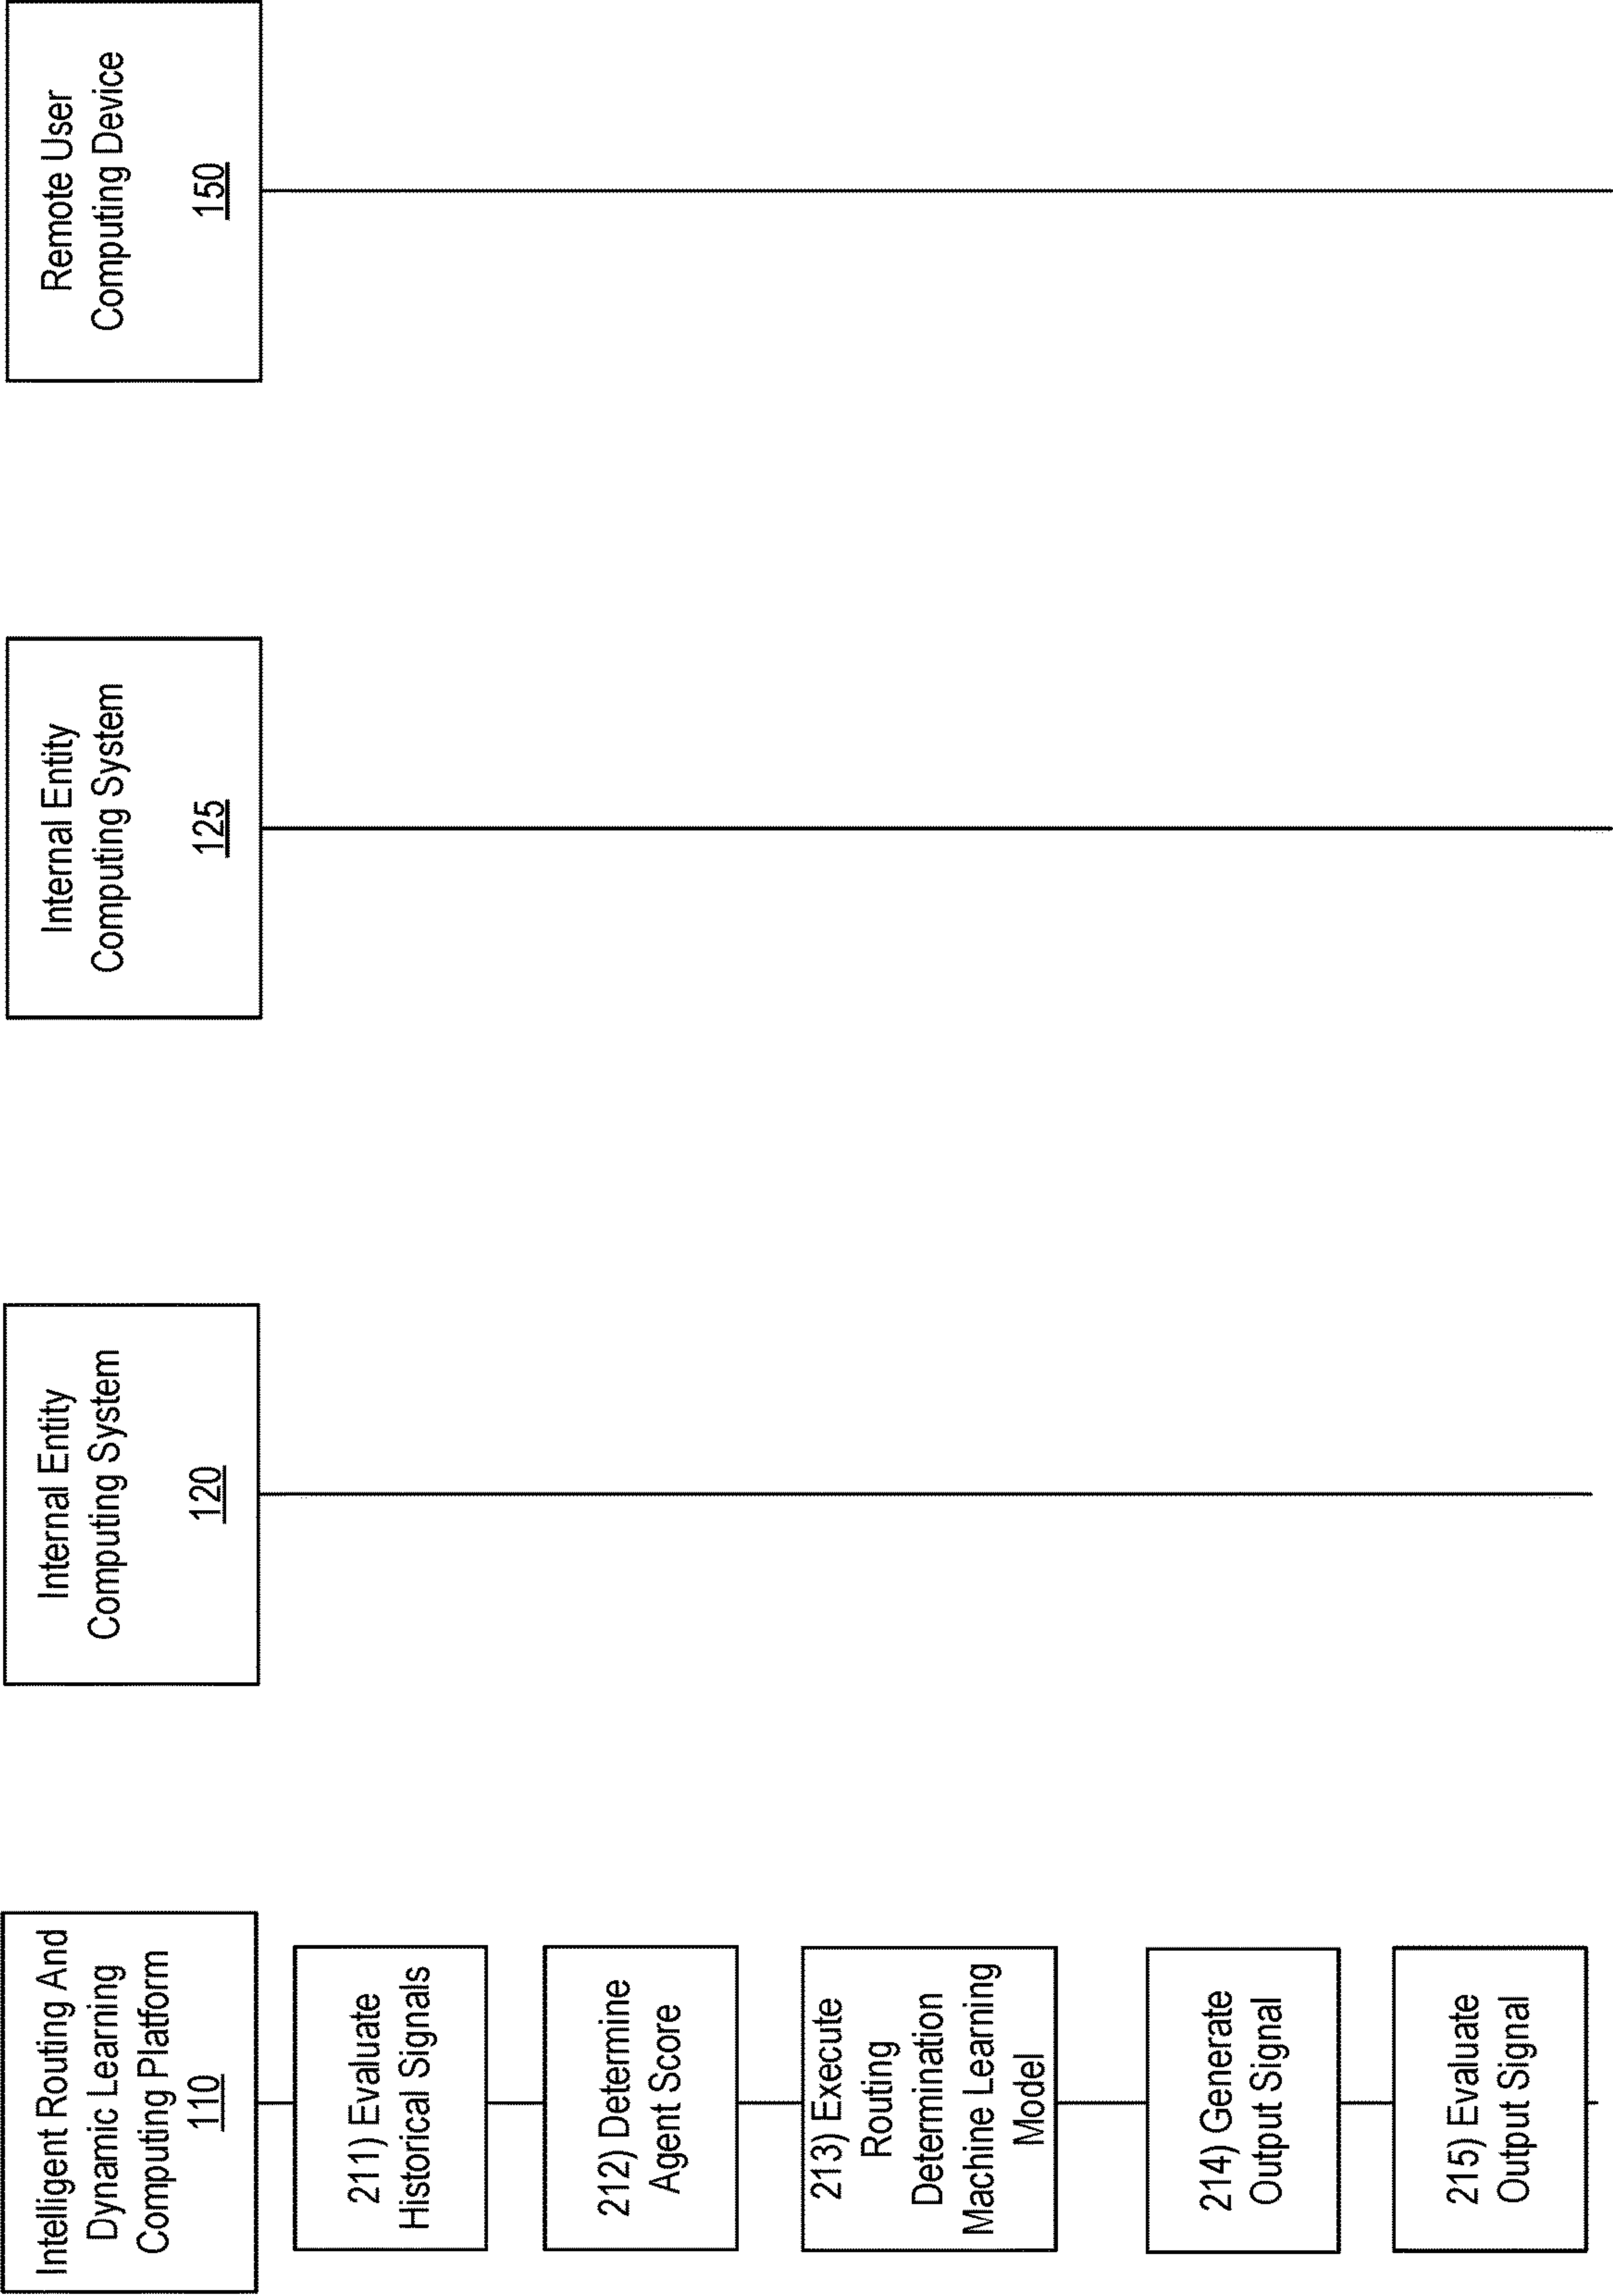 Intelligent Routing And
Dynamic Learning
Computing Platform
110
Internal Entity
Computing System
120
Internal Entity
Computing System
125
Remote User
Computing Device
150
211) Evaluate
Historical Signals
212) Determine
Agent Score
213) Execute
Routing
Determination
Machine Learning
Model
214) Generate
Output Signal
215) Evaluate
Output Signal